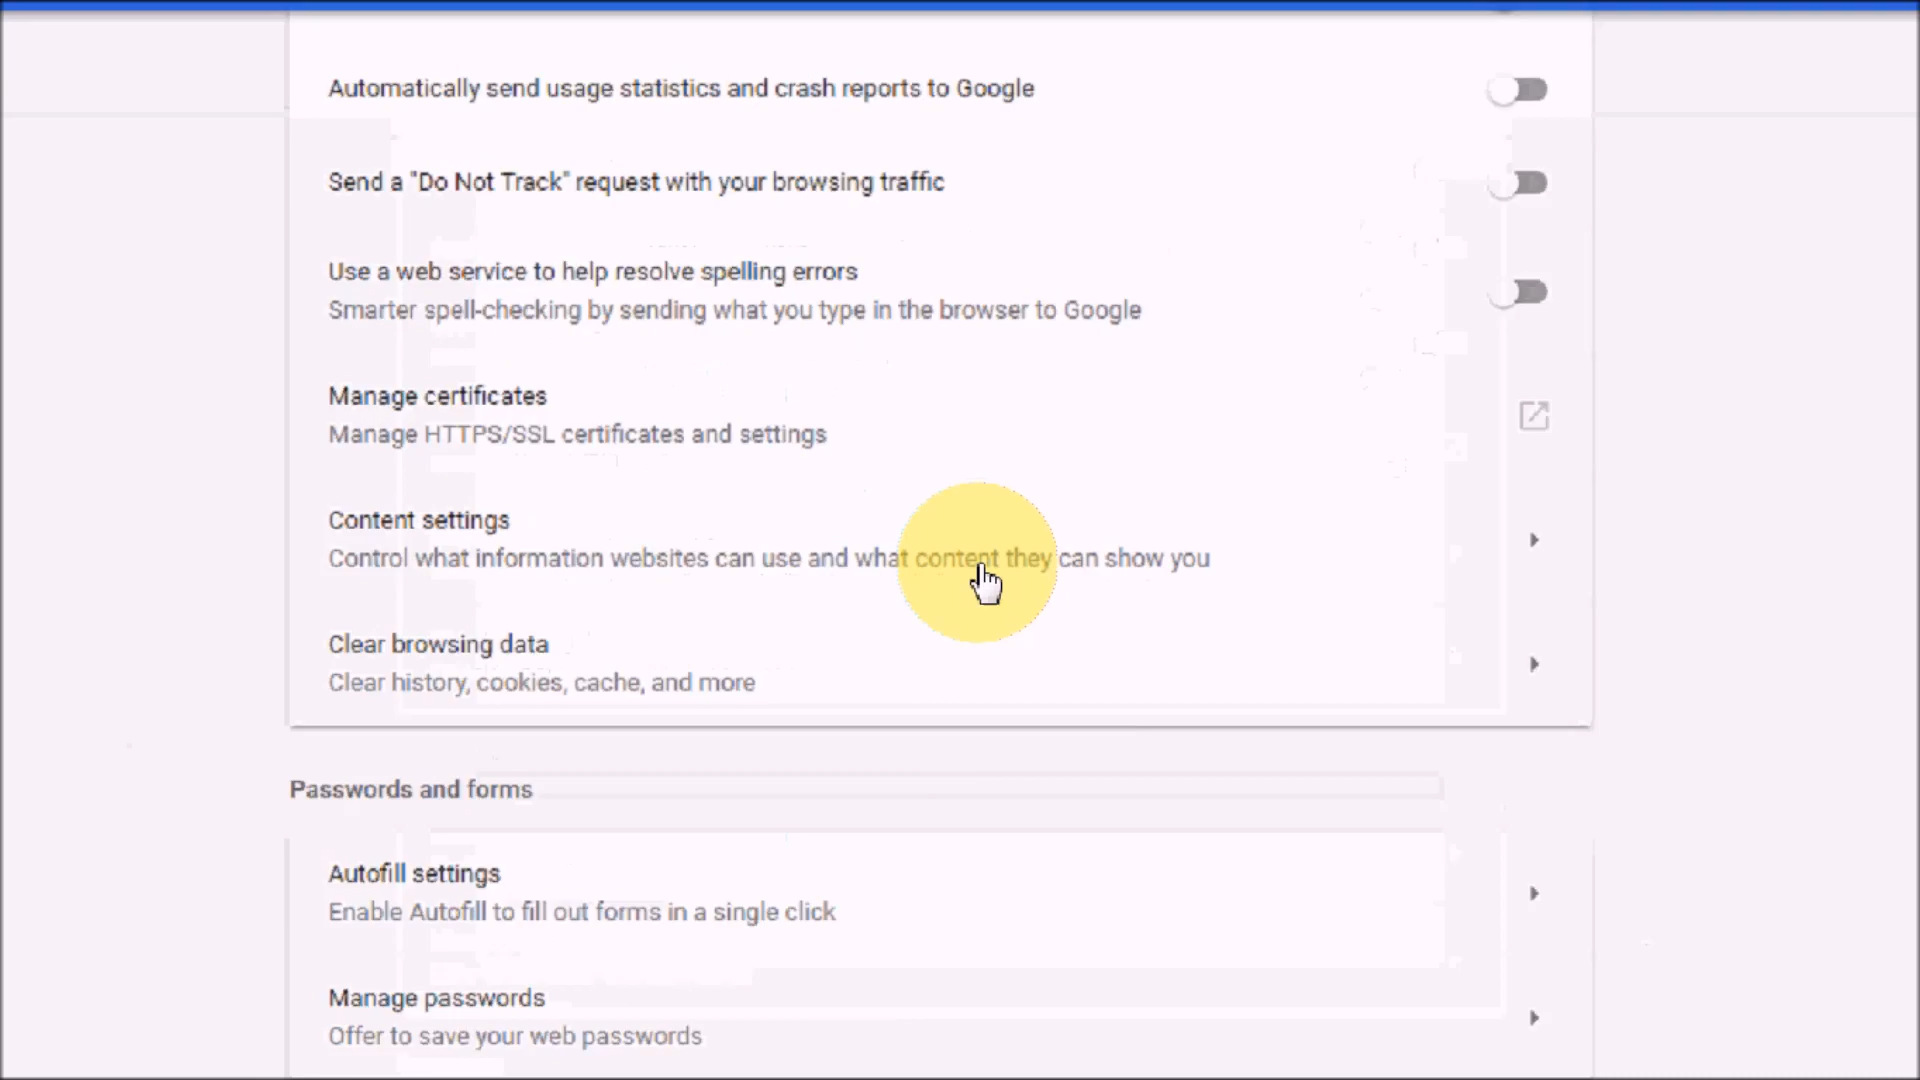 Automatically send usage statistics and crash reports to Google
Send a "Do Not Track" request with your browsing traffic
Use a web service to help resolve spelling errors
Smarter spell-checking by sending what you type in the browser to Google
Manage certificates
Manage HTTPS/SSL certificates and settings
Content settings
Control what information websites can use and what content they can show you
Clear browsing data
Clear history, cookies, cache, and more
Passwords and forms
Autofill settings
Enable Autofill to fill out forms in a single click
Manage passwords
Offer to save your web passwords